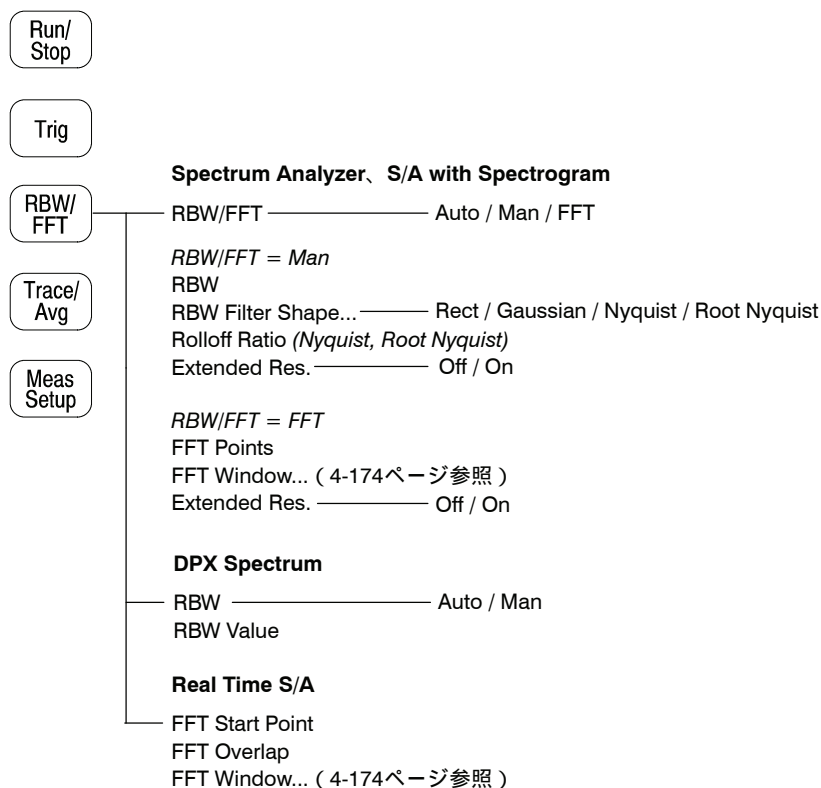 Run/
Stop
Trig
RBW/
FFT
Trace/
Avg
Meas
Setup
Spectrum Analyzer、S/A with Spectrogram
RBW/FFT Auto / Man / FFT
RBW/FFT = Man
RBW
RBW Filter Shape... Rect / Gaussian / Nyquist / Root Nyquist
Rolloff Ratio (Nyquist, Root Nyquist)
Extended Res. Off / On
RBW/FFT = FFT
FFT Points
FFT Window... ( 4-174ページ参照 )
Extended Res. Off / On
DPX Spectrum
RBW Auto / Man
RBW Value
Real Time S/A
FFT Start Point
FFT Overlap
FFT Window... ( 4-174ページ参照 )